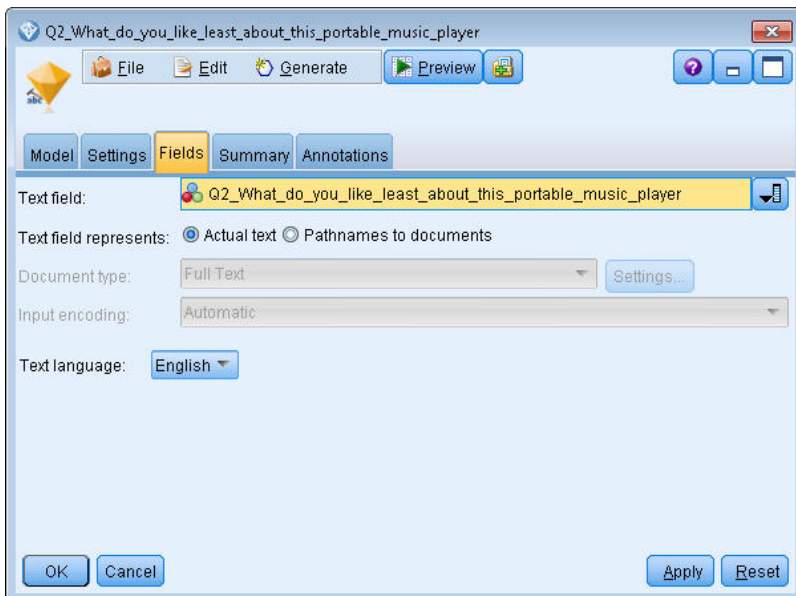 Q2_What_do_you_like_least_about_this_portable_music_player
File Edit Generate Preview
abc
Model Settings Fields Summary Annotations
Text field: Q2_What_do_you_like_least_about_this_portable_music_player
Text field represents: Actual text Pathnames to documents
Document type: Full Text Settings...
Input encoding: Automatic
Text language: English
OK Cancel Apply Reset